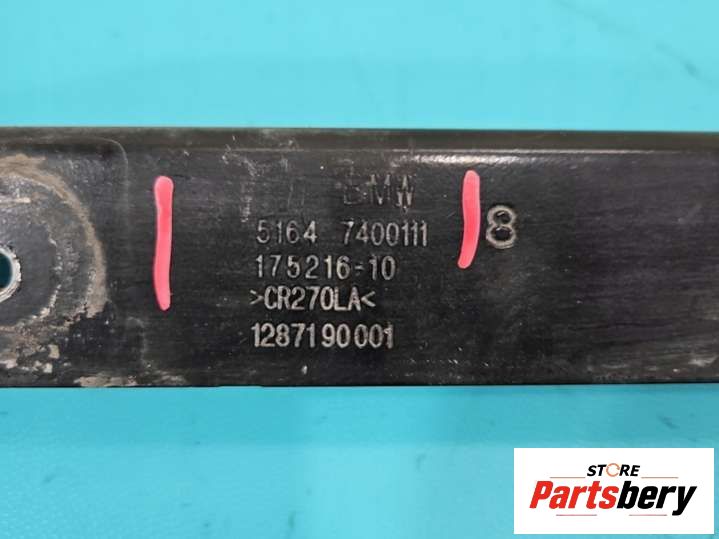 BMW
5164 7400111 8
175216-10
>CR270LA<
1287190001
STORE
Partsbery